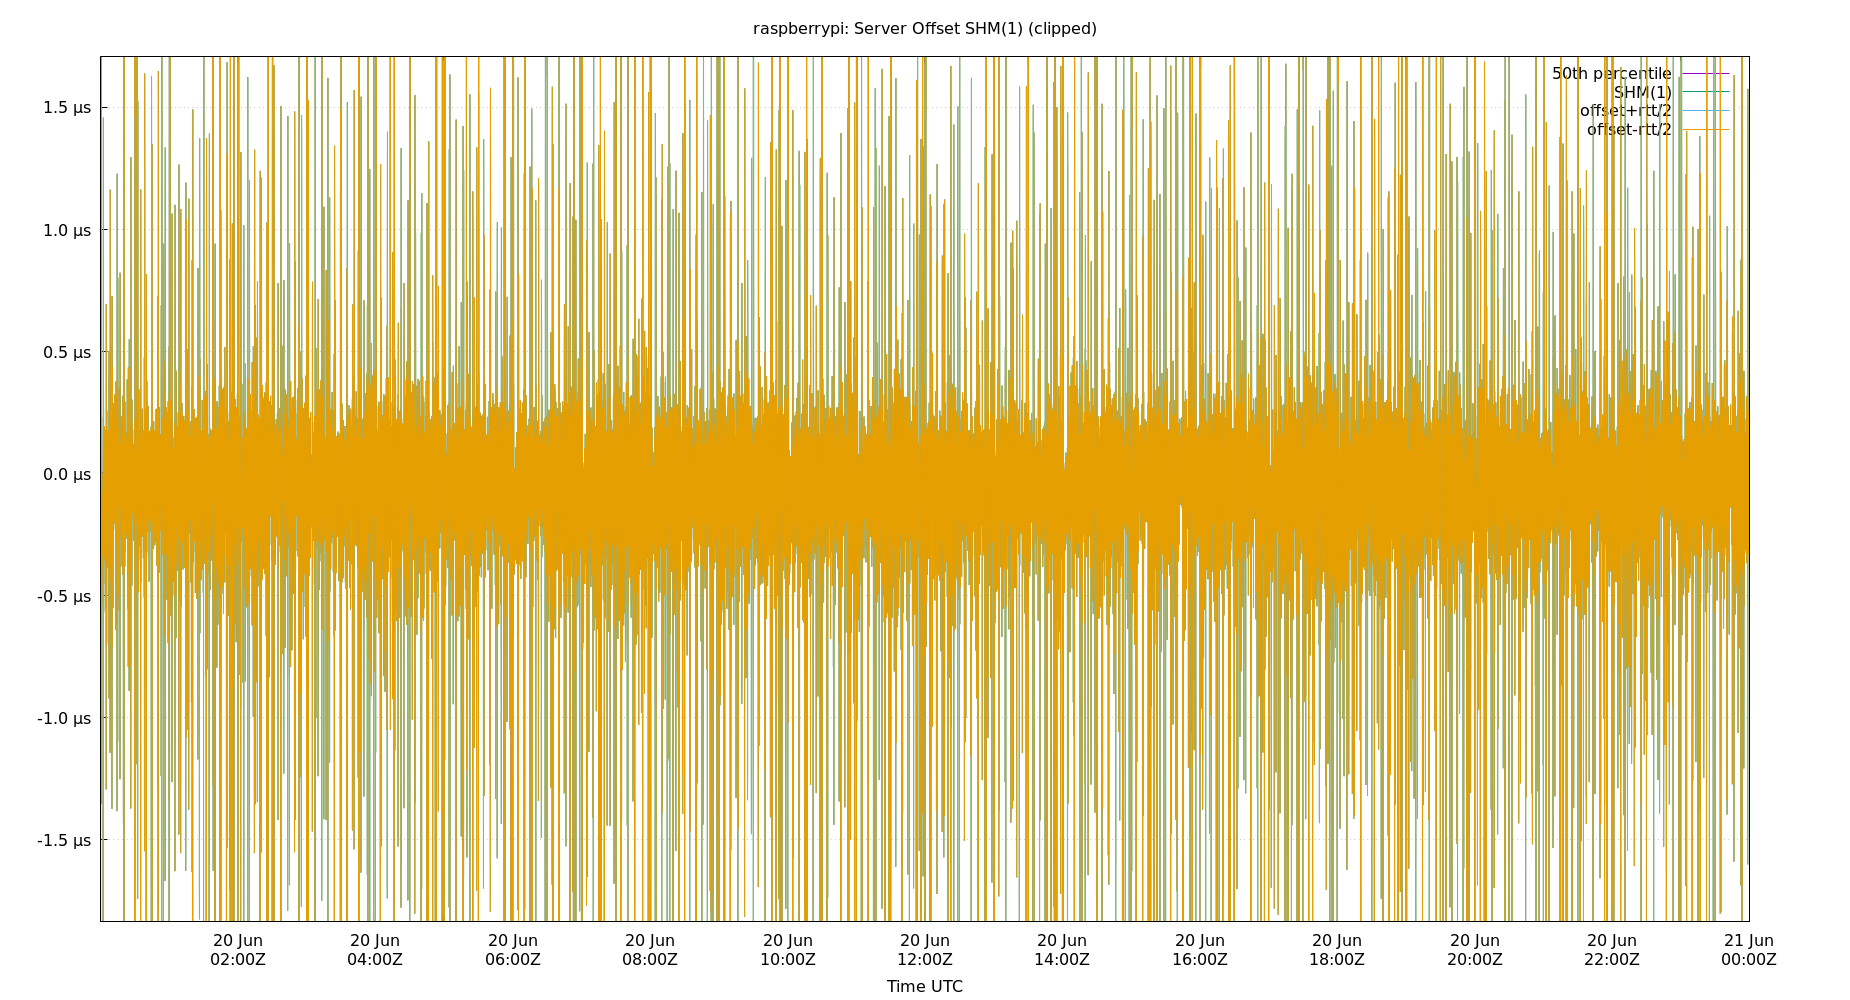 raspberrypi: Server Offset SHM(1) (clipped)
50th percentile
SHM(1)
offset+rtt/2
offset-rtt/2
1.5 µs
1.0 µs
0.5 µs
0.0 µs
-0.5 µs
-1.0 µs
-1.5 µs
20 Jun 20 Jun 20 Jun 20 Jun 20 Jun 20 Jun 20 Jun 20 Jun 20 Jun 20 Jun 20 Jun 21 Jun
02:00Z 04:00Z 06:00Z 08:00Z 10:00Z 12:00Z 14:00Z 16:00Z 18:00Z 20:00Z 22:00Z 00:00Z
Time UTC